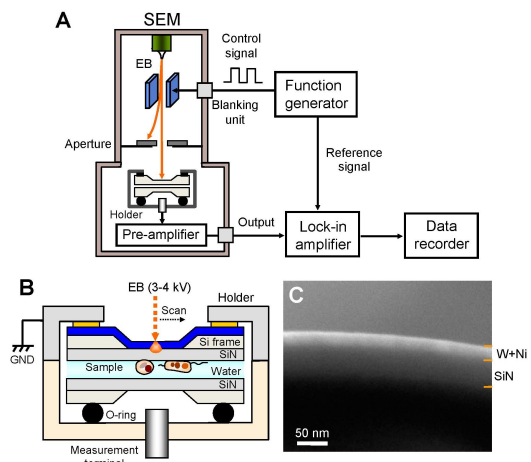 A
SEM
EB
Control
signal
Blanking
unit
Function
generator
Aperture
Reference
signal
Holder
Pre-amplifier
Output
Lock-in
amplifier
Data
recorder
B
EB (3-4 kV)
Scan
Holder
GND
Si frame
SiN
Sample
Water
SiN
O-ring
Measurement
terminal
C
W+Ni
SiN
50 nm